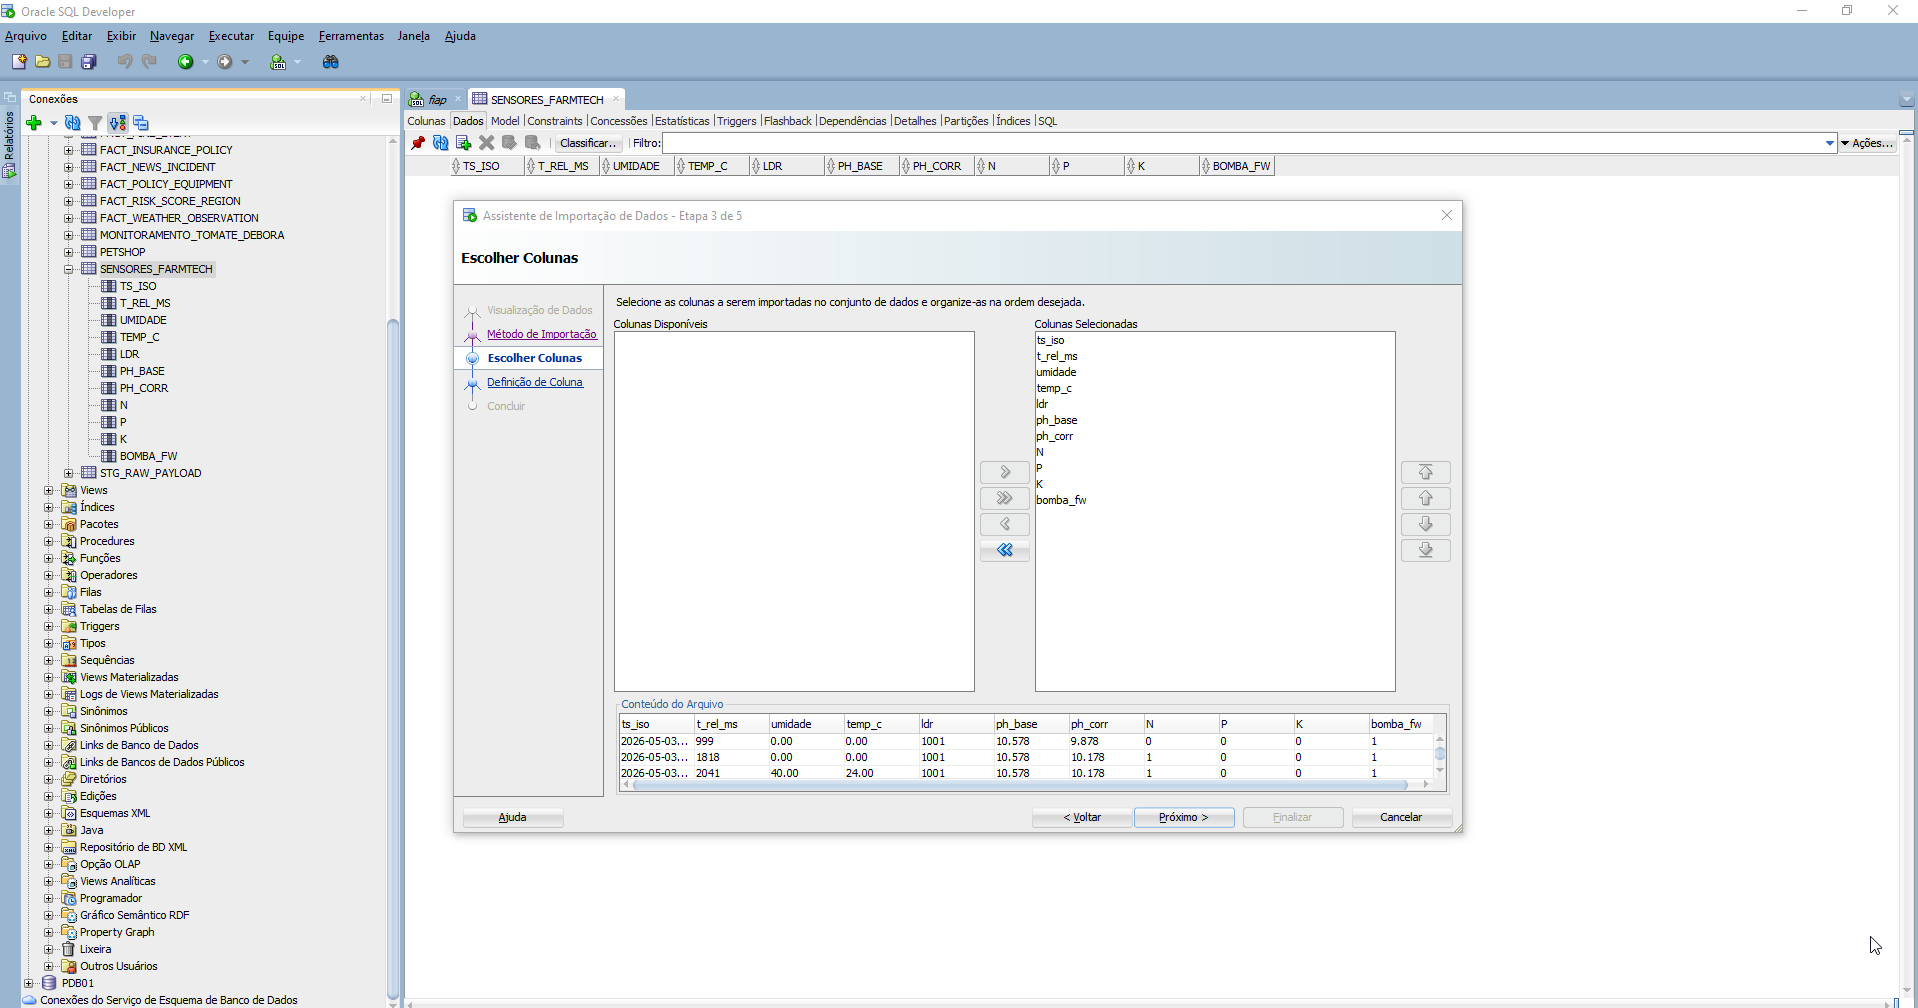 Oracle SQL Developer
Arquivo Editar Exibir Navegar Executar Equipe Ferramentas Janela Ajuda
Relatórios
Conexões
FACT_INSURANCE_POLICY
FACT_NEWS_INCIDENT
FACT_POLICY_EQUIPMENT
FACT_RISK_SCORE_REGION
FACT_WEATHER_OBSERVATION
MONITORAMENTO_TOMATE_DEBORA
PETSHOP
SENSORES_FARMTECH
TS_ISO
T_REL_MS
UMIDADE
TEMP_C
LDR
PH_BASE
PH_CORR
N
P
K
BOMBA_FW
STG_RAW_PAYLOAD
Views
Índices
Pacotes
Procedures
Funções
Operadores
Filas
Tabelas de Filas
Triggers
Tipos
Sequências
Views Materializadas
Logs de Views Materializadas
Sinônimos
Sinônimos Públicos
Links de Banco de Dados
Links de Bancos de Dados Públicos
Diretórios
Edições
Esquemas XML
Java
Repositório de BD XML
Opção OLAP
Views Analíticas
Programador
Gráfico Semântico RDF
Property Graph
Lixeira
Outros Usuários
PDB01
Conexões do Serviço de Esquema de Banco de Dados
fiap SENSORES_FARMTECH
Colunas Dados Model Constraints Concessões Estatísticas Triggers Flashback Dependências Detalhes Partições Índices SQL
Classificar.. Filtro: Ações...
TS_ISO T_REL_MS UMIDADE TEMP_C LDR PH_BASE PH_CORR N P K BOMBA_FW
Assistente de Importação de Dados - Etapa 3 de 5
Escolher Colunas
Visualização de Dados
Método de Importação
Escolher Colunas
Definição de Coluna
Concluir
Selecione as colunas a serem importadas no conjunto de dados e organize-as na ordem desejada.
Colunas Disponíveis
Colunas Selecionadas
ts_iso
t_rel_ms
umidade
temp_c
ldr
ph_base
ph_corr
N
P
K
bomba_fw
Conteúdo do Arquivo
ts_iso t_rel_ms umidade temp_c ldr ph_base ph_corr N P K bomba_fw
2026-05-03... 999 0.00 0.00 1001 10.578 9.878 0 0 0 1
2026-05-03... 1818 0.00 0.00 1001 10.578 10.178 1 0 0 1
2026-05-03... 2041 40.00 24.00 1001 10.578 10.178 1 0 0 1
Ajuda < Voltar Próximo > Finalizar Cancelar